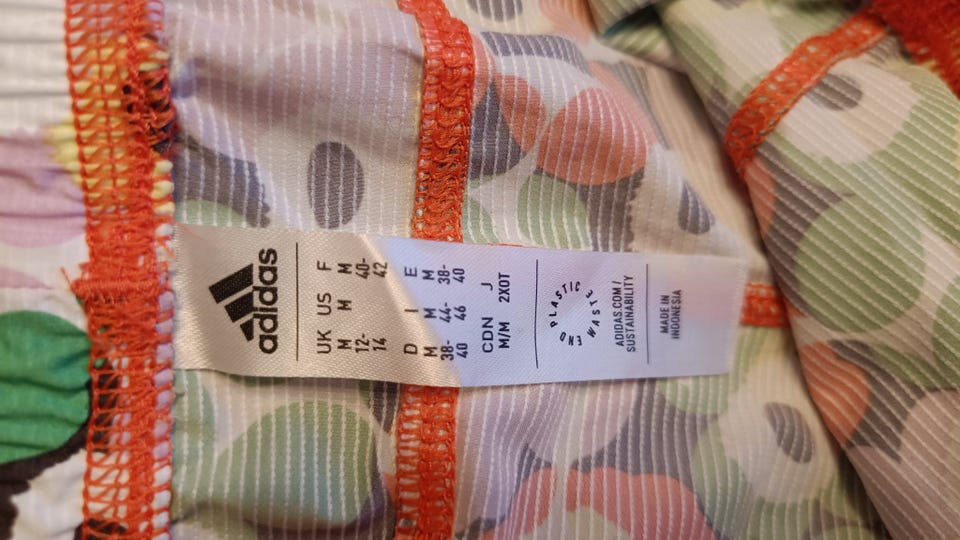 adidas
UK US F
M M M
12-14 40-42
D I E
M M M
38-40 44-46 38-40
CDN J
M/M 2XOT
END PLASTIC WASTE
ADIDAS.COM/
SUSTAINABILITY
MADE IN
INDONESIA